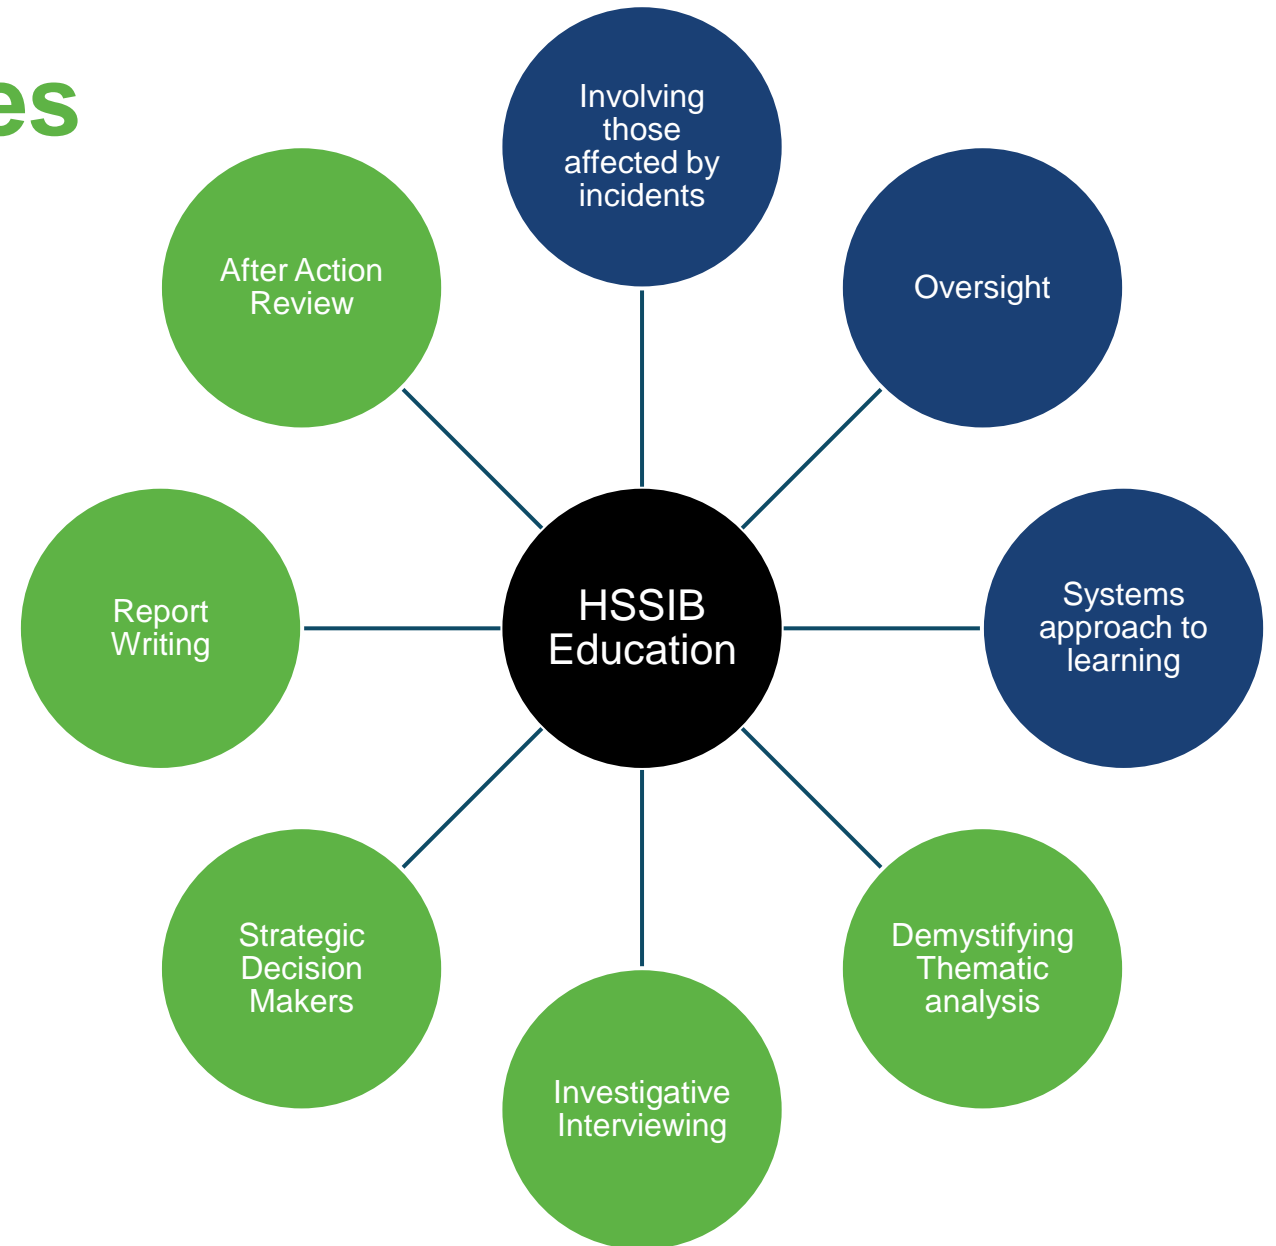 es
Involving
those
affected by
incidents
Oversight
Systems
approach to
learning
Demystifying
Thematic
analysis
Investigative
Interviewing
Strategic
Decision
Makers
Report
Writing
After Action
Review
HSSIB
Education